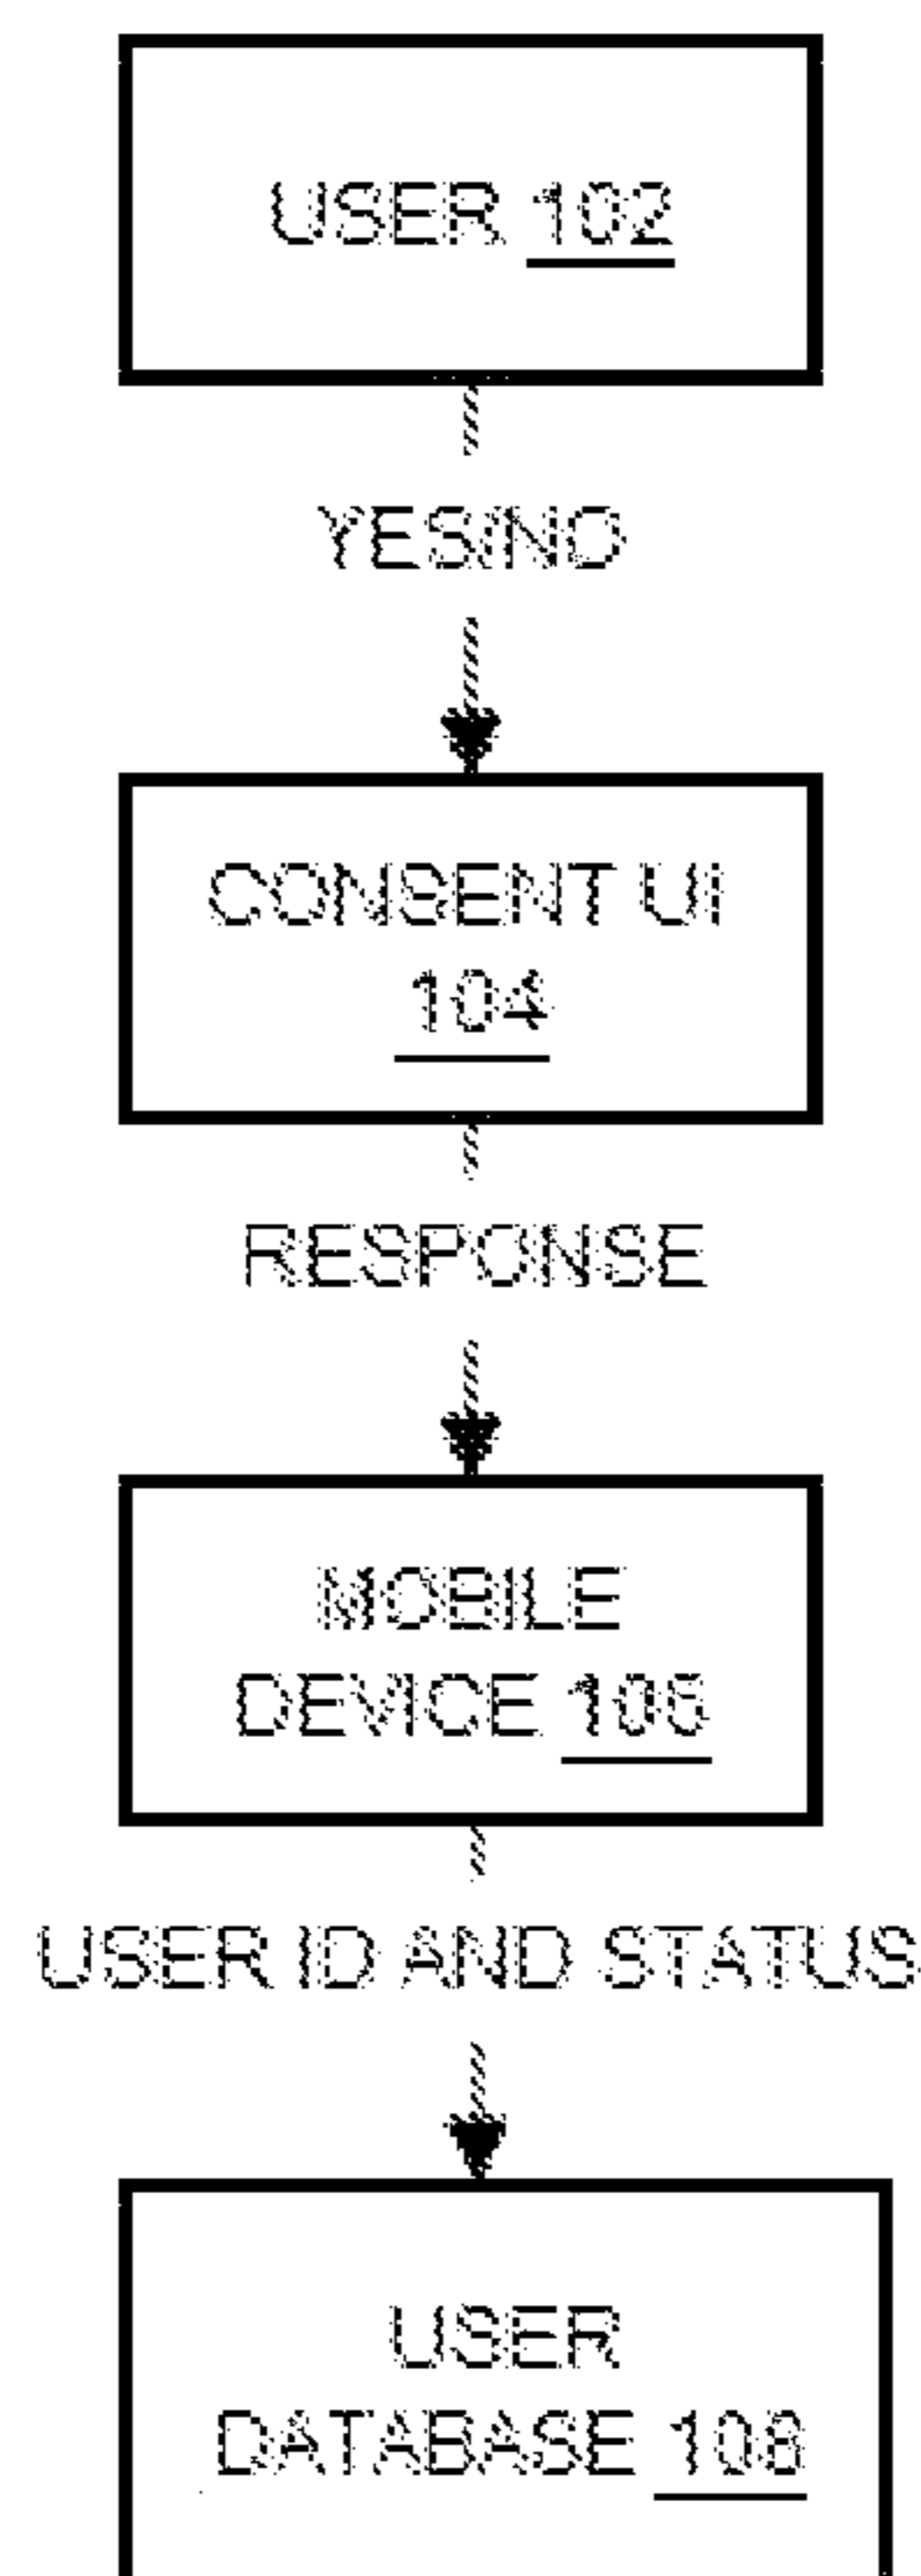 USER 102
YES/NO
CONSENT UI
104
RESPONSE
MOBILE
DEVICE 106
USER ID AND STATUS
USER
DATABASE 108